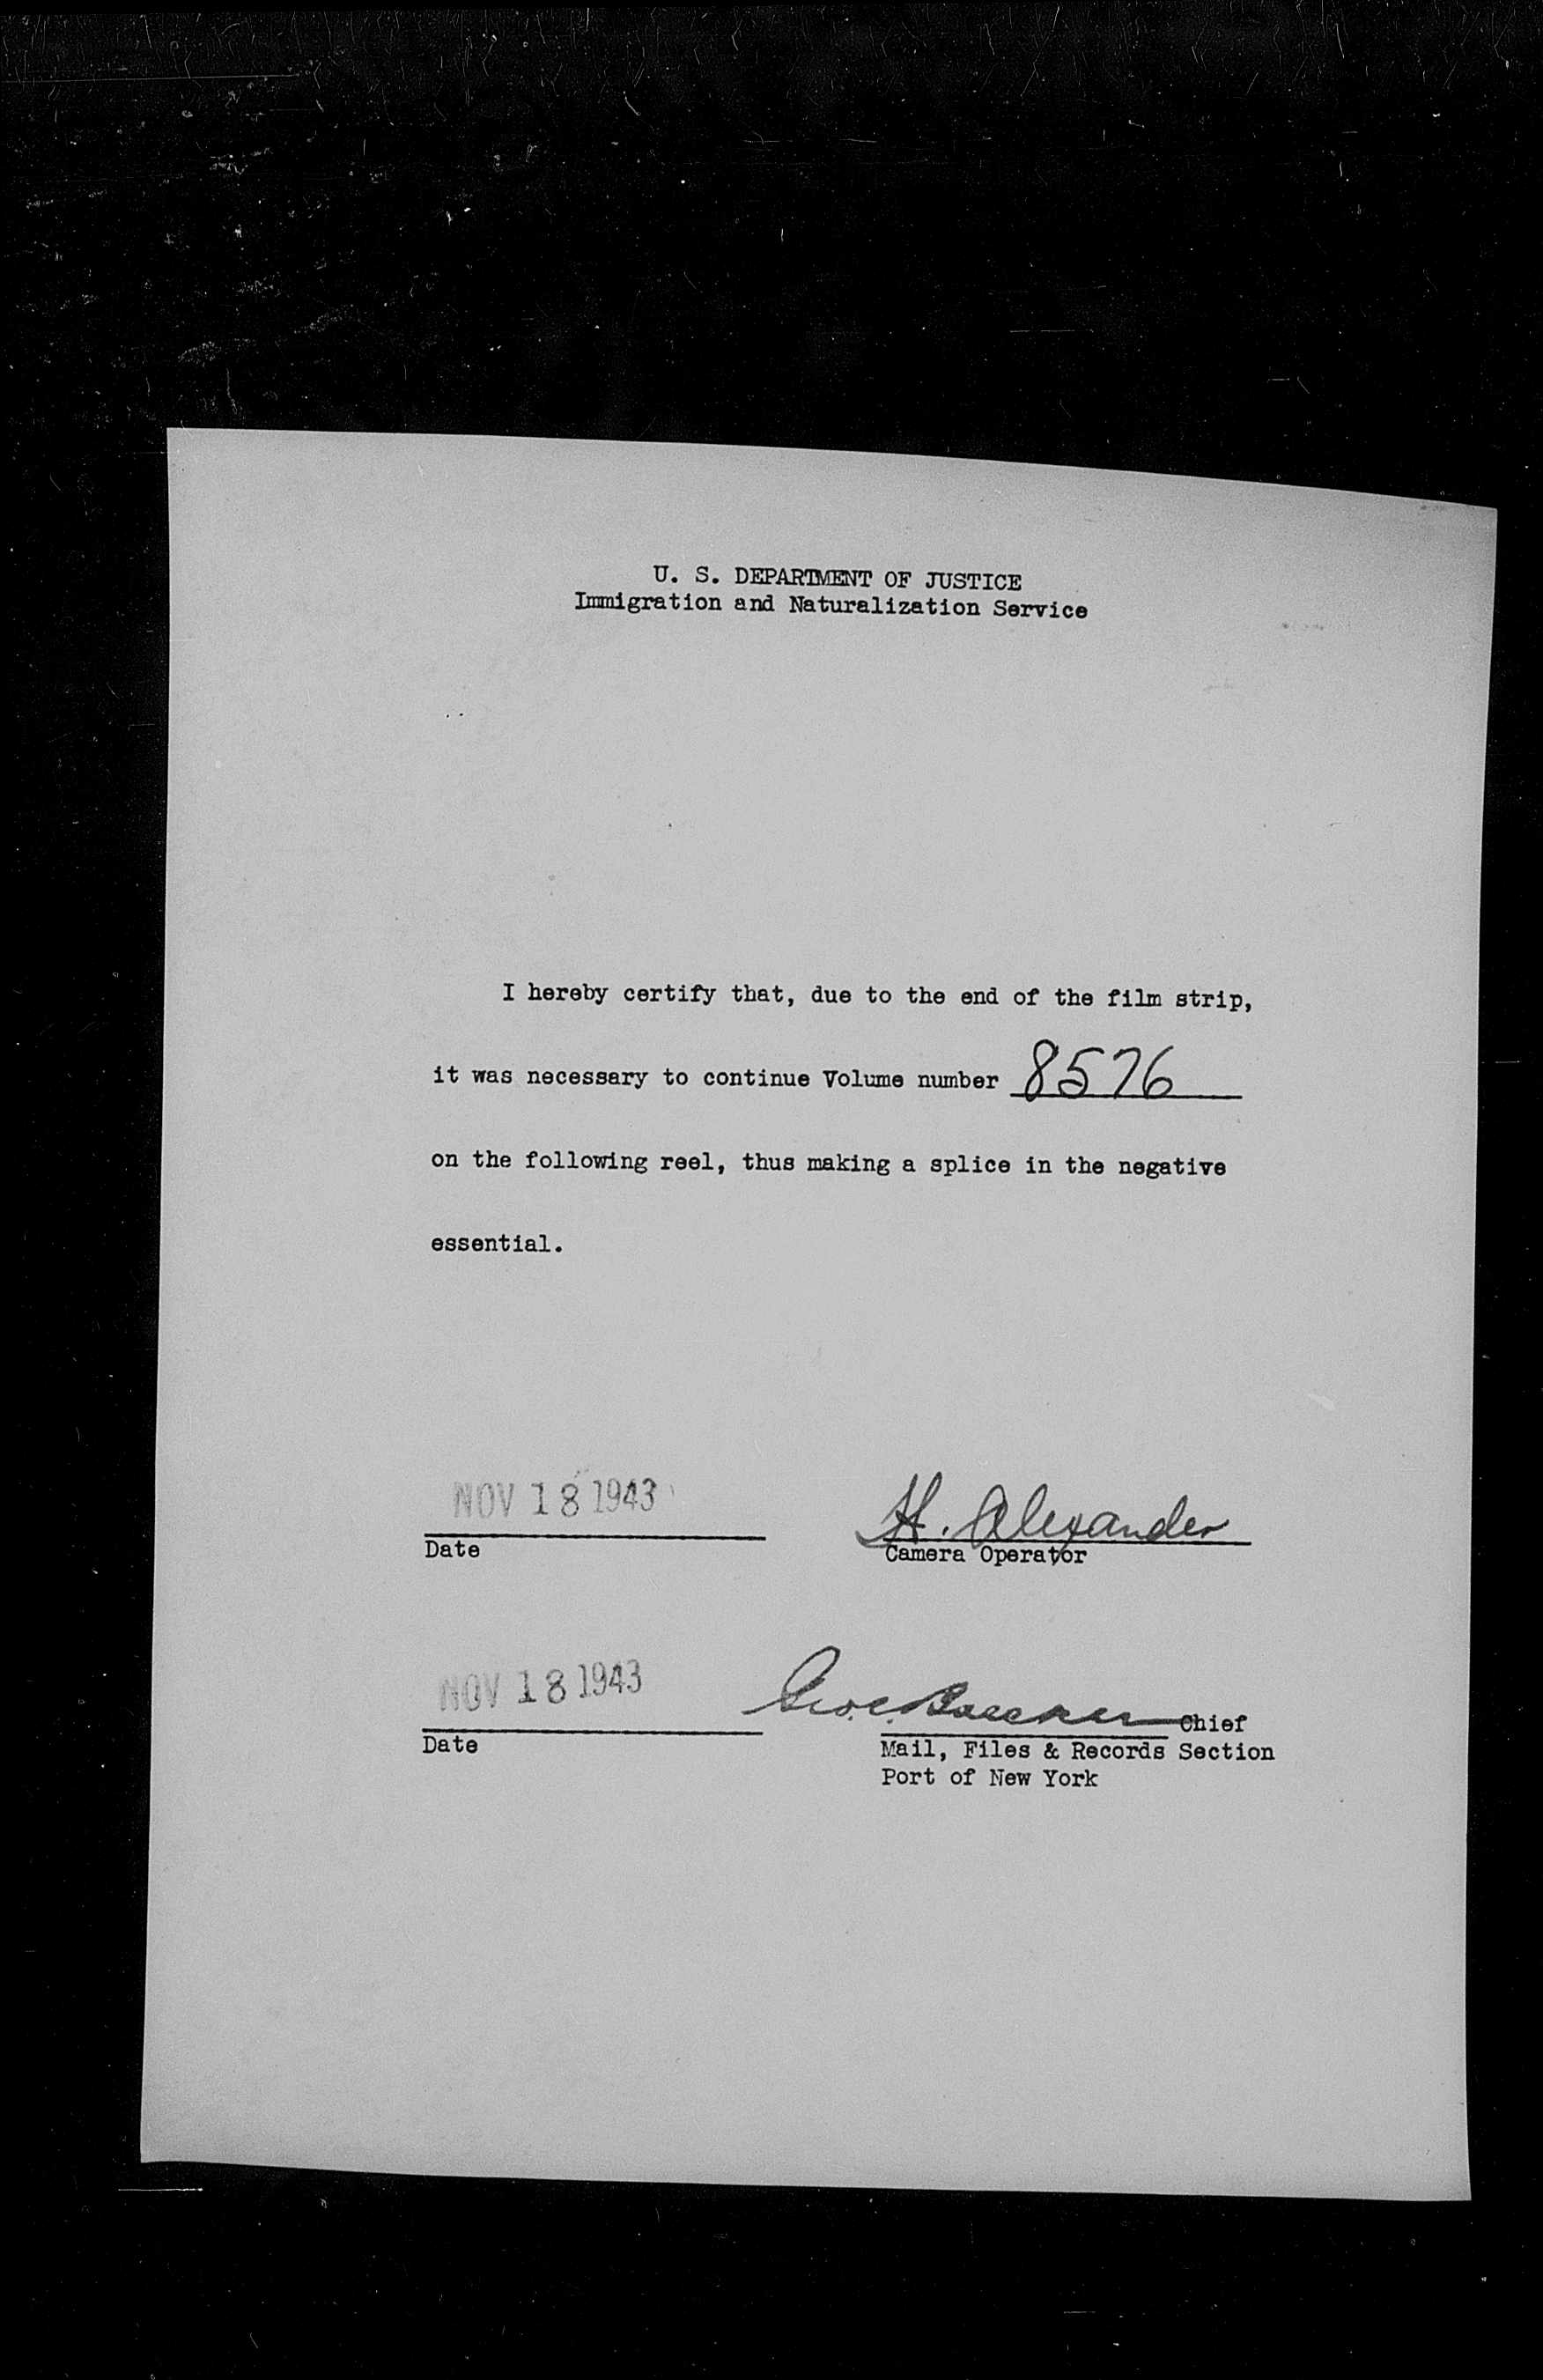 U. S. DEPARTMENT OF JUSTICE
Immigration and Naturalization Service
I hereby certify that, due to the end of the film strip,
it was necessary to continue Volume number 8576
on the following reel, thus making a splice in the negative
essential.
NOV 18 1943 H. Alexander
Date Camera Operator
NOV 18 1943 Chief
Date Mail, Files & Records Section
Port of New York